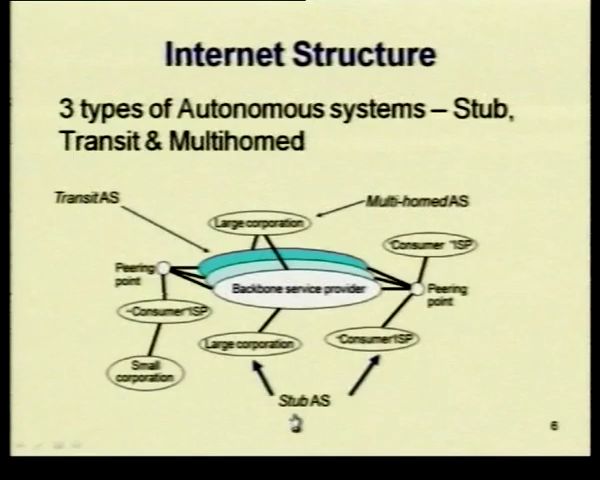 Internet Structure
3 types of Autonomous systems – Stub,
Transit & Multihomed
Transit AS
Multi-homed AS
Large corporation
"Consumer "ISP
Peering
point
Backbone service provider
Peering
point
"Consumer"ISP
Large corporation
"Consumer"ISP
Small
corporation
Stub AS
6